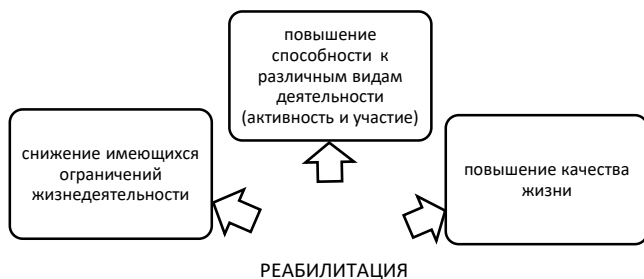 повышение
способности к
различным видам
деятельности
(активность и участие)
снижение имеющихся
ограничений
жизнедеятельности
повышение качества
жизни
РЕАБИЛИТАЦИЯ